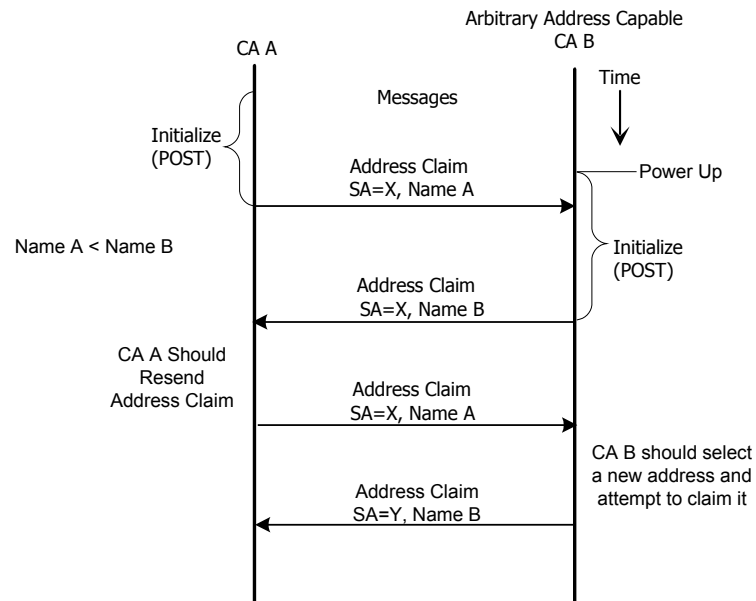 Arbitrary Address Capable
CA A
CA B
Time
Messages
Initialize
(POST)
Address Claim
SA=X, Name A
Power Up
Name A < Name B
Initialize
(POST)
Address Claim
SA=X, Name B
CA A Should
Resend
Address Claim
Address Claim
SA=X, Name A
CA B should select
a new address and
attempt to claim it
Address Claim
SA=Y, Name B